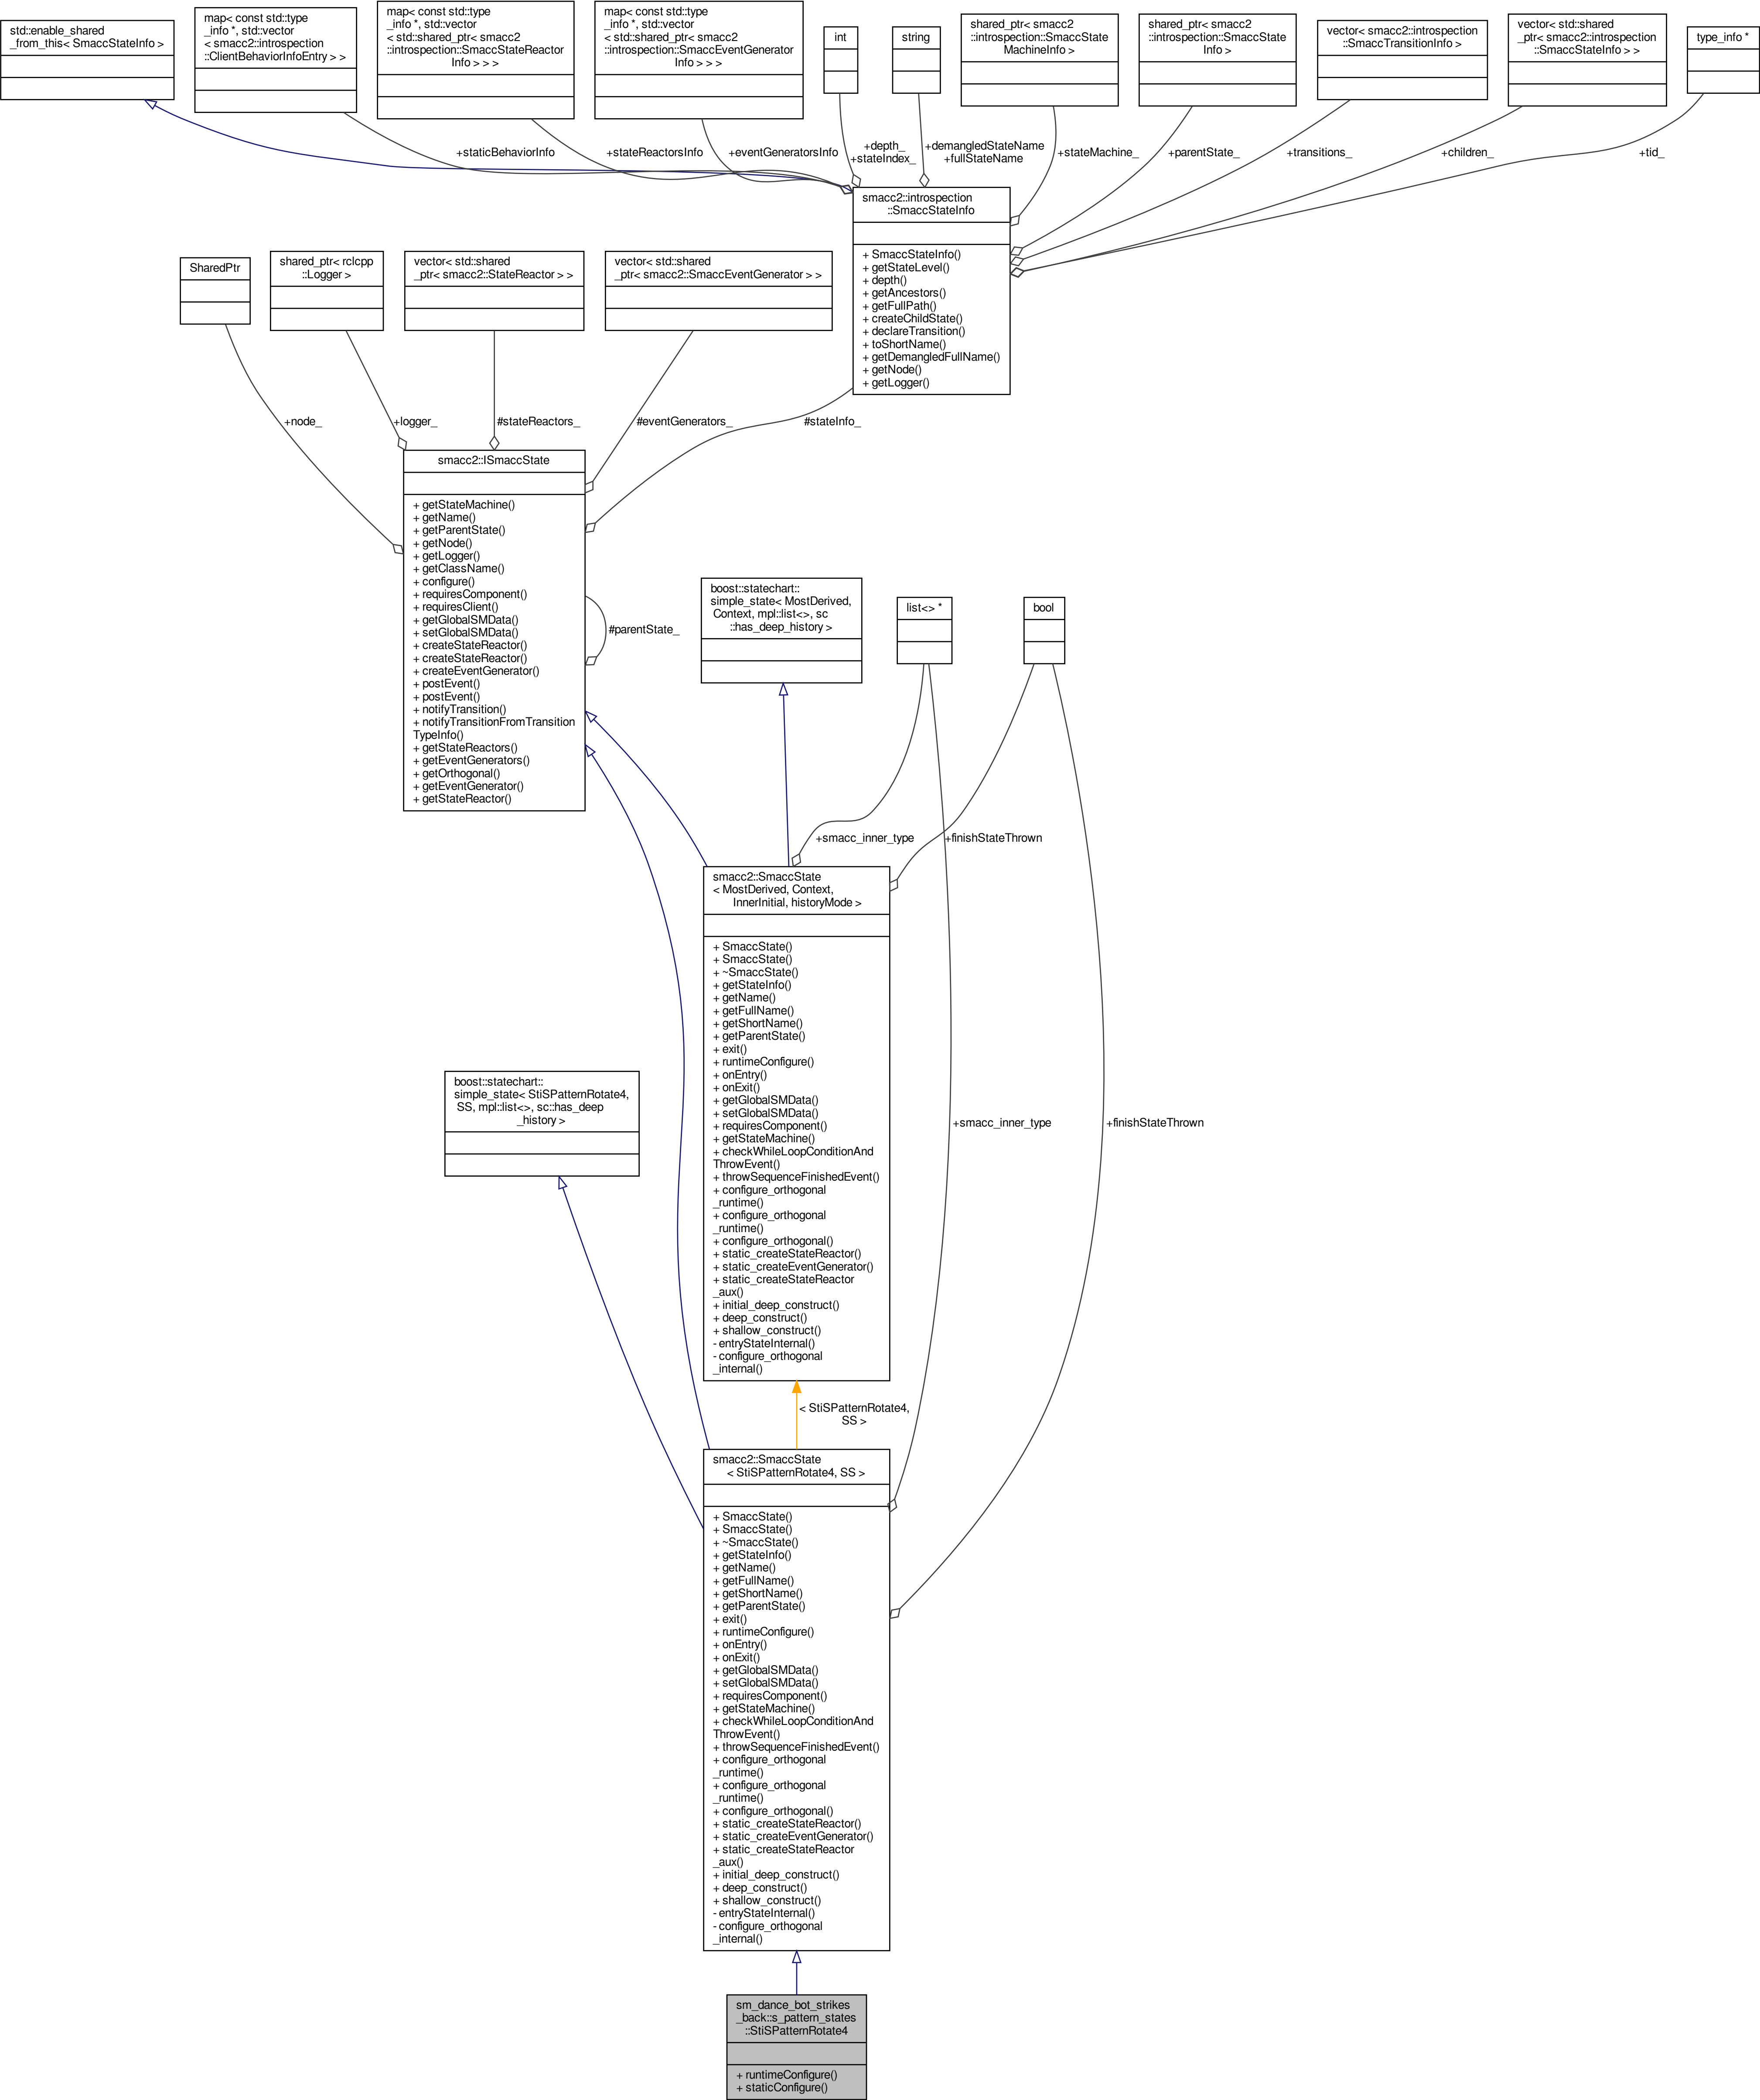 std::enable_shared
_from_this< SmaccStateInfo >
map< const std::type
_info *, std::vector
< smacc2::introspection
::ClientBehaviorInfoEntry > >
map< const std::type
_info *, std::vector
< std::shared_ptr< smacc2
::introspection::SmaccStateReactor
Info > > >
map< const std::type
_info *, std::vector
< std::shared_ptr< smacc2
::introspection::SmaccEventGenerator
Info > > >
int
string
shared_ptr< smacc2
::introspection::SmaccState
MachineInfo >
shared_ptr< smacc2
::introspection::SmaccState
Info >
vector< smacc2::introspection
::SmaccTransitionInfo >
vector< std::shared
_ptr< smacc2::introspection
::SmaccStateInfo > >
type_info *
+staticBehaviorInfo
+stateReactorsInfo
+eventGeneratorsInfo
+depth_
+stateIndex_
+demangledStateName
+fullStateName
+stateMachine_
+parentState_
+transitions_
+children_
+tid_
smacc2::introspection
::SmaccStateInfo
+ SmaccStateInfo()
+ getStateLevel()
+ depth()
+ getAncestors()
+ getFullPath()
+ createChildState()
+ declareTransition()
+ toShortName()
+ getDemangledFullName()
+ getNode()
+ getLogger()
SharedPtr
shared_ptr< rclcpp
::Logger >
vector< std::shared
_ptr< smacc2::StateReactor > >
vector< std::shared
_ptr< smacc2::SmaccEventGenerator > >
+node_
+logger_
#stateReactors_
#eventGenerators_
#stateInfo_
smacc2::ISmaccState
+ getStateMachine()
+ getName()
+ getParentState()
+ getNode()
+ getLogger()
+ getClassName()
+ configure()
+ requiresComponent()
+ requiresClient()
+ getGlobalSMData()
+ setGlobalSMData()
+ createStateReactor()
+ createStateReactor()
+ createEventGenerator()
+ postEvent()
+ postEvent()
+ notifyTransition()
+ notifyTransitionFromTransition
TypeInfo()
+ getStateReactors()
+ getEventGenerators()
+ getOrthogonal()
+ getEventGenerator()
+ getStateReactor()
#parentState_
boost::statechart::
simple_state< MostDerived,
Context, mpl::list<>, sc
::has_deep_history >
list<> *
bool
+smacc_inner_type
+finishStateThrown
smacc2::SmaccState
< MostDerived, Context,
InnerInitial, historyMode >
+ SmaccState()
+ SmaccState()
+ ~SmaccState()
+ getStateInfo()
+ getName()
+ getFullName()
+ getShortName()
+ getParentState()
+ exit()
+ runtimeConfigure()
+ onEntry()
+ onExit()
+ getGlobalSMData()
+ setGlobalSMData()
+ requiresComponent()
+ getStateMachine()
+ checkWhileLoopConditionAnd
ThrowEvent()
+ throwSequenceFinishedEvent()
+ configure_orthogonal
_runtime()
+ configure_orthogonal
_runtime()
+ configure_orthogonal()
+ static_createStateReactor()
+ static_createEventGenerator()
+ static_createStateReactor
_aux()
+ initial_deep_construct()
+ deep_construct()
+ shallow_construct()
- entryStateInternal()
- configure_orthogonal
_internal()
boost::statechart::
simple_state< StiSPatternRotate4,
SS, mpl::list<>, sc::has_deep
_history >
+smacc_inner_type
+finishStateThrown
< StiSPatternRotate4,
SS >
smacc2::SmaccState
< StiSPatternRotate4, SS >
+ SmaccState()
+ SmaccState()
+ ~SmaccState()
+ getStateInfo()
+ getName()
+ getFullName()
+ getShortName()
+ getParentState()
+ exit()
+ runtimeConfigure()
+ onEntry()
+ onExit()
+ getGlobalSMData()
+ setGlobalSMData()
+ requiresComponent()
+ getStateMachine()
+ checkWhileLoopConditionAnd
ThrowEvent()
+ throwSequenceFinishedEvent()
+ configure_orthogonal
_runtime()
+ configure_orthogonal
_runtime()
+ configure_orthogonal()
+ static_createStateReactor()
+ static_createEventGenerator()
+ static_createStateReactor
_aux()
+ initial_deep_construct()
+ deep_construct()
+ shallow_construct()
- entryStateInternal()
- configure_orthogonal
_internal()
sm_dance_bot_strikes
_back::s_pattern_states
::StiSPatternRotate4
+ runtimeConfigure()
+ staticConfigure()